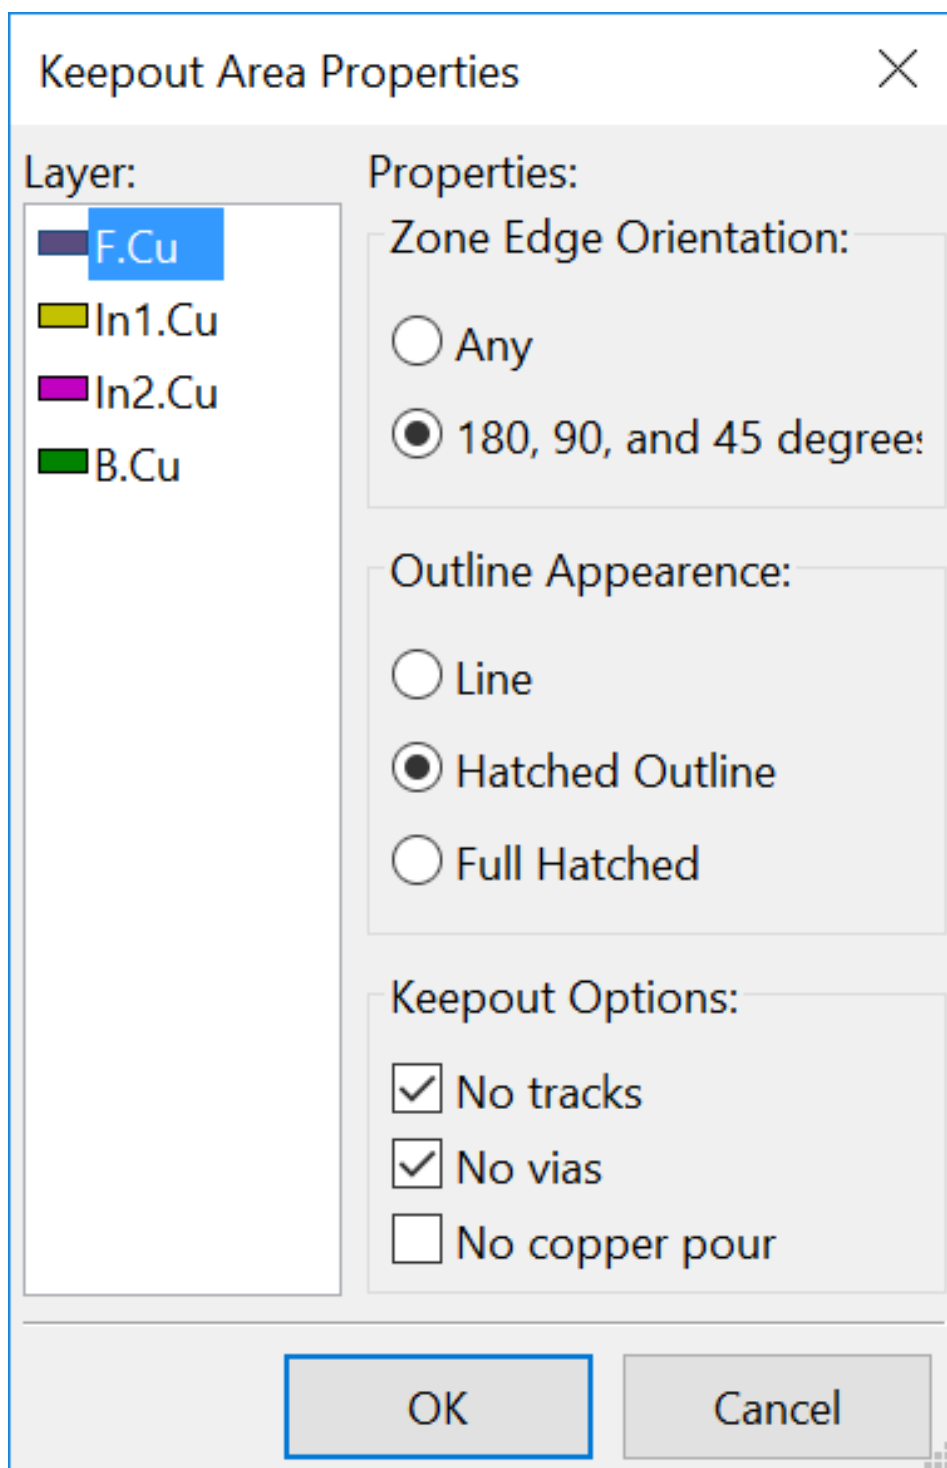 Keepout Area Properties
Layer:
F.Cu
In1.Cu
In2.Cu
B.Cu
Properties:
Zone Edge Orientation:
Any
180, 90, and 45 degrees
Outline Appearence:
Line
Hatched Outline
Full Hatched
Keepout Options:
No tracks
No vias
No copper pour
OK
Cancel